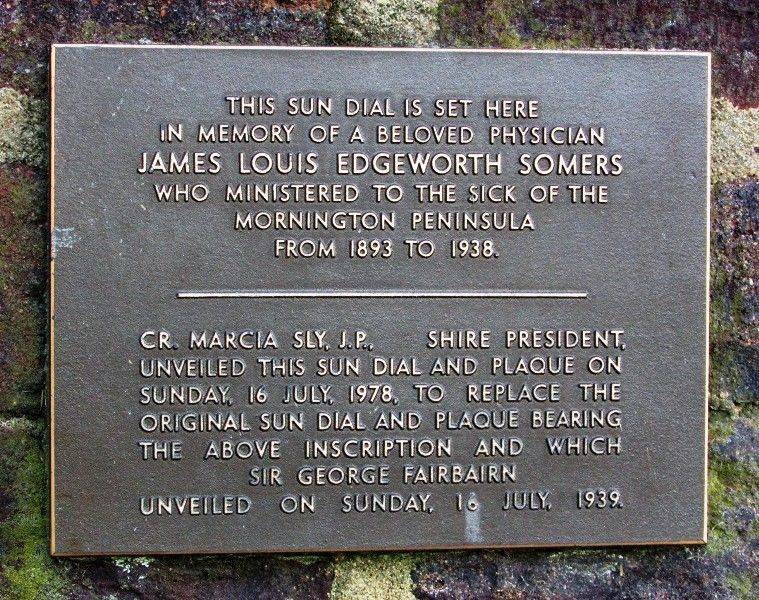 THIS SUN DIAL IS SET HERE
IN MEMORY OF A BELOVED PHYSICIAN
JAMES LOUIS EDGEWORTH SOMERS
WHO MINISTERED TO THE SICK OF THE
MORNINGTON PENINSULA
FROM 1893 TO 1938.
CR. MARCIA SLY, J.P., SHIRE PRESIDENT,
UNVEILED THIS SUN DIAL AND PLAQUE ON
SUNDAY, 16 JULY, 1978, TO REPLACE THE
ORIGINAL SUN DIAL AND PLAQUE BEARING
THE ABOVE INSCRIPTION AND WHICH
SIR GEORGE FAIRBAIRN
UNVEILED ON SUNDAY, 16 JULY, 1939.